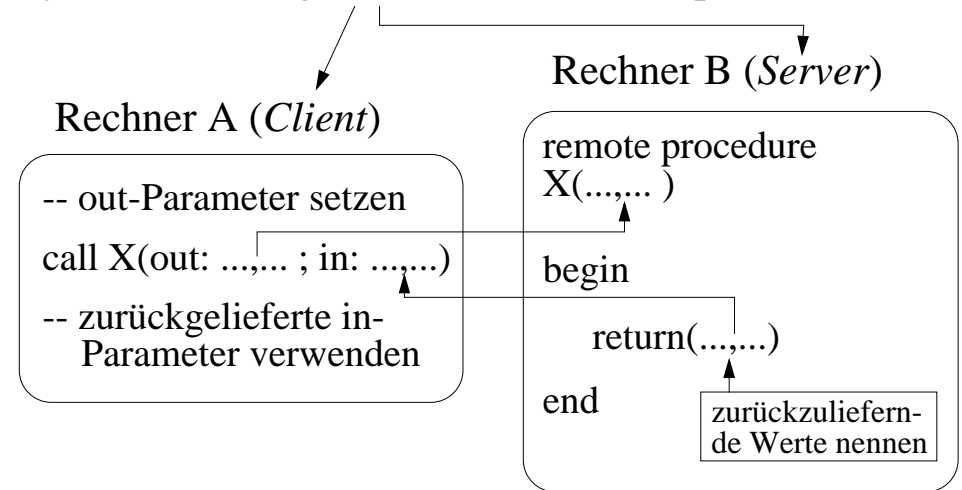 Rechner B (Server)
Rechner A (Client)
-- out-Parameter setzen
call X(out: ...,... ; in: ...,...)
-- zurückgelieferte in-
Parameter verwenden
remote procedure
X(...,... )
begin
return(...,...)
end
zurückzuliefern-
de Werte nennen